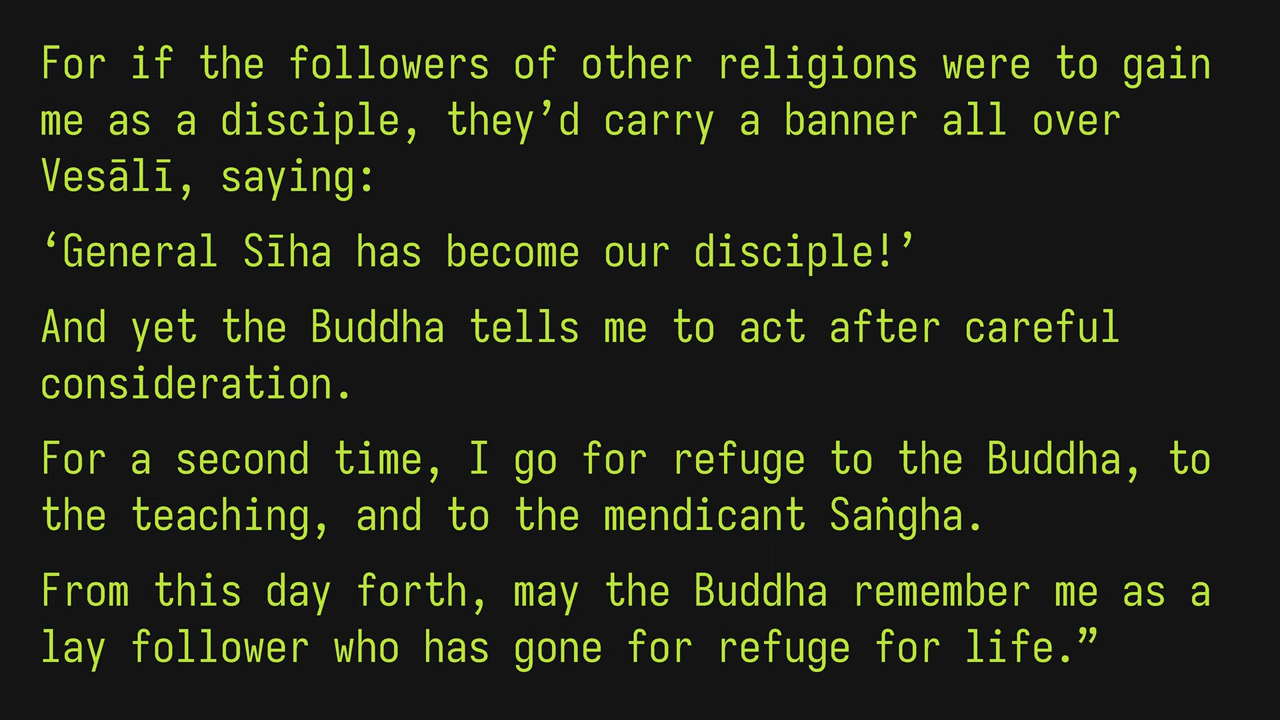 For if the followers of other religions were to gain
me as a disciple, they’d carry a banner all over
Vesālī, saying:
‘General Sīha has become our disciple!’
And yet the Buddha tells me to act after careful
consideration.
For a second time, I go for refuge to the Buddha, to
the teaching, and to the mendicant Saṅgha.
From this day forth, may the Buddha remember me as a
lay follower who has gone for refuge for life.”